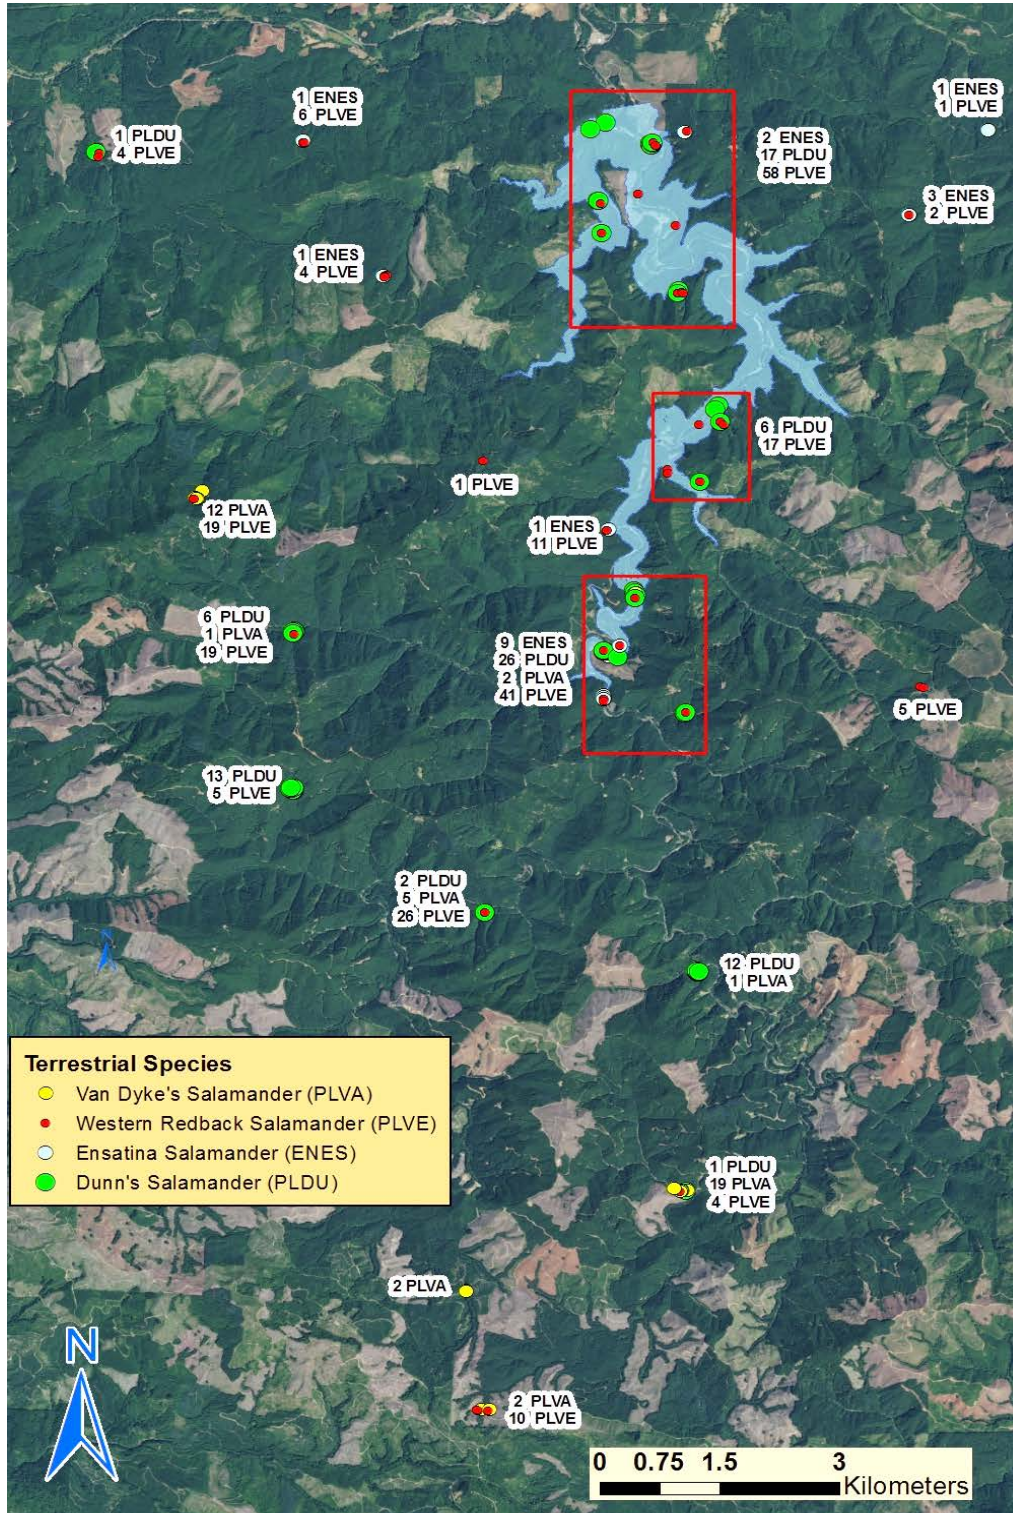 1 ENES
6 PLVE
1 ENES
1 PLVE
1 PLDU
4 PLVE
2 ENES
17 PLDU
58 PLVE
3 ENES
2 PLVE
1 ENES
4 PLVE
6 PLDU
17 PLVE
1 PLVE
12 PLVA
19 PLVE
1 ENES
11 PLVE
6 PLDU
1 PLVA
19 PLVE
9 ENES
26 PLDU
2 PLVA
41 PLVE
5 PLVE
13 PLDU
5 PLVE
2 PLDU
5 PLVA
26 PLVE
N
12 PLDU
1 PLVA
Terrestrial Species
Van Dyke's Salamander (PLVA)
Western Redback Salamander (PLVE)
Ensatina Salamander (ENES)
Dunn's Salamander (PLDU)
1 PLDU
19 PLVA
4 PLVE
2 PLVA
N
2 PLVA
10 PLVE
0 0.75 1.5 3
Kilometers